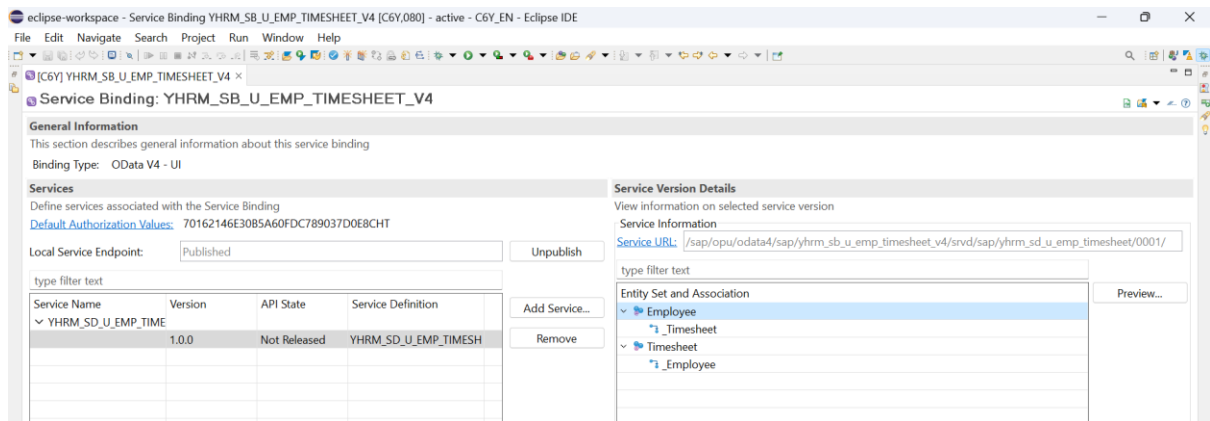 eclipse-workspace - Service Binding YHRM_SB_U_EMP_TIMESHEET_V4 [C6Y,080] - active - C6Y_EN - Eclipse IDE
File Edit Navigate Search Project Run Window Help
[C6Y] YHRM_SB_U_EMP_TIMESHEET_V4
Service Binding: YHRM_SB_U_EMP_TIMESHEET_V4
General Information
This section describes general information about this service binding
Binding Type: OData V4 - UI
Services
Define services associated with the Service Binding
Default Authorization Values: 70162146E30B5A60FDC789037D0E8CHT
Local Service Endpoint: Published Unpublish
type filter text
Service Name Version API State Service Definition Add Service...
YHRM_SD_U_EMP_TIME
1.0.0 Not Released YHRM_SD_U_EMP_TIMESH Remove
Service Version Details
View information on selected service version
Service Information
Service URL: /sap/opu/odata4/sap/yhrm_sb_u_emp_timesheet_v4/srvd/sap/yhrm_sd_u_emp_timesheet/0001/
type filter text
Entity Set and Association Preview...
Employee
_Timesheet
Timesheet
_Employee